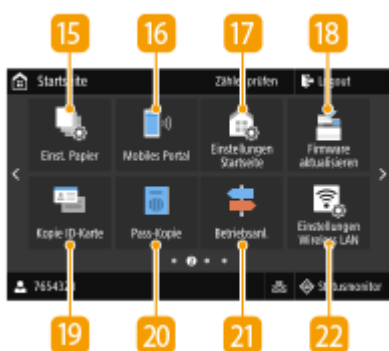 15 16 17 18
Startseite Zähler prüfen Logout
Einst. Papier
Mobiles Portal
Einstellungen
Startseite
Firmware
aktualisieren
Kopie ID-Karte
Pass-Kopie
Betriebsanl.
Einstellungen
Wireless LAN
7654321 Statusmonitor
19 20 21 22